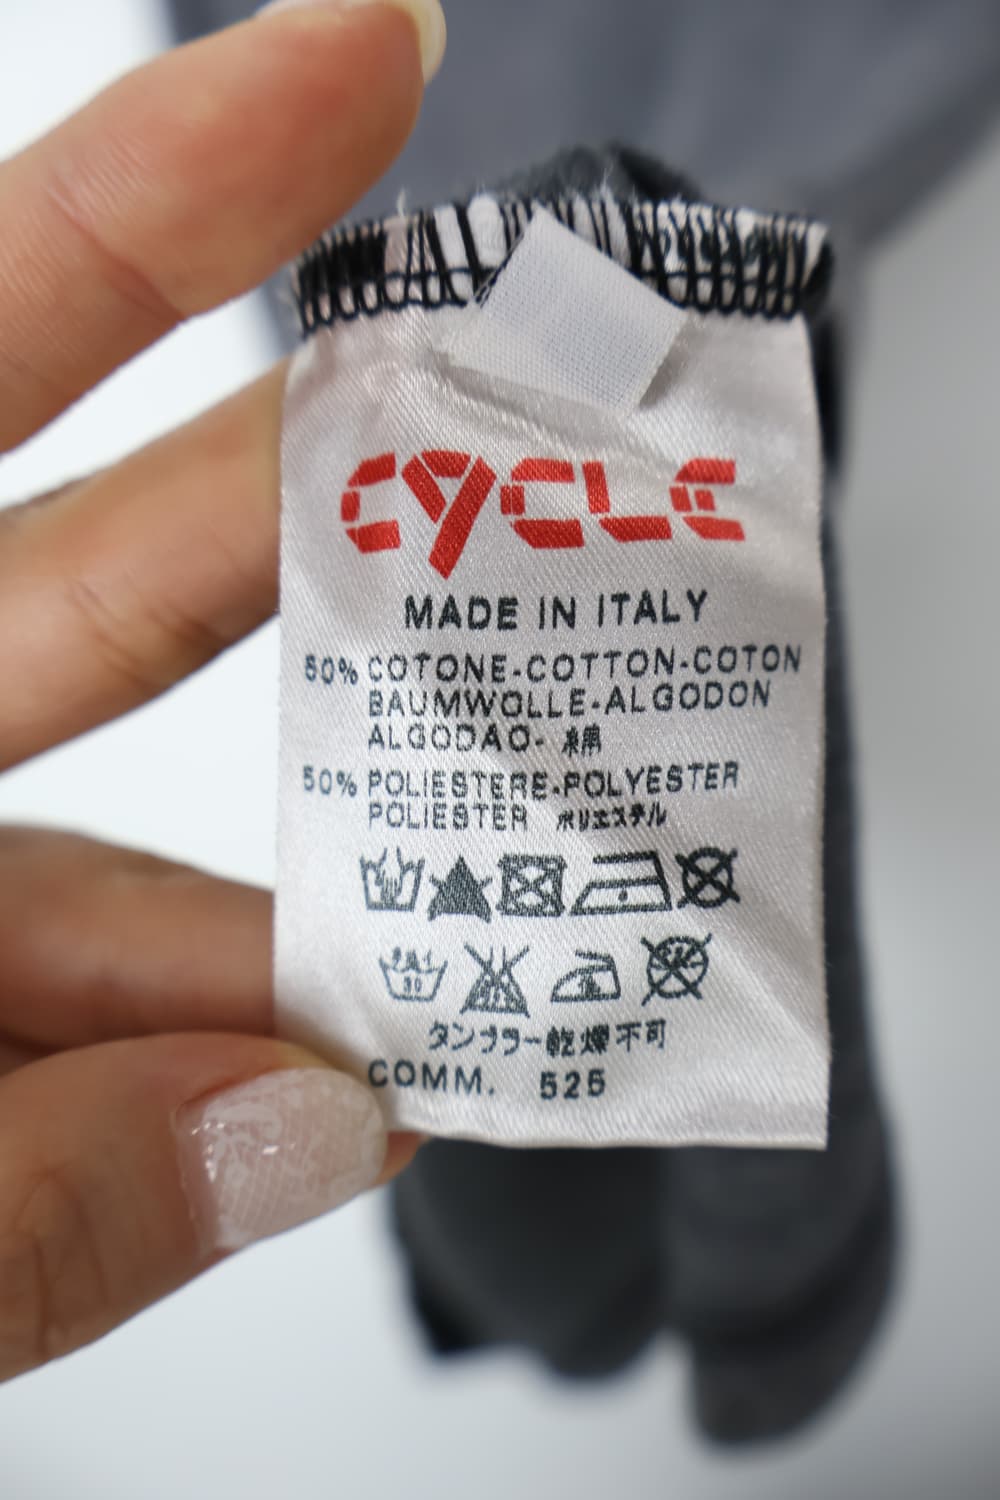 CYCLE
MADE IN ITALY
50% COTONE-COTTON-COTON
BAUMWOLLE-ALGODON
ALGODAO- 綿
50% POLIESTERE-POLYESTER
POLIESTER ポリエステル
30
タンブラー乾燥不可
COMM. 525